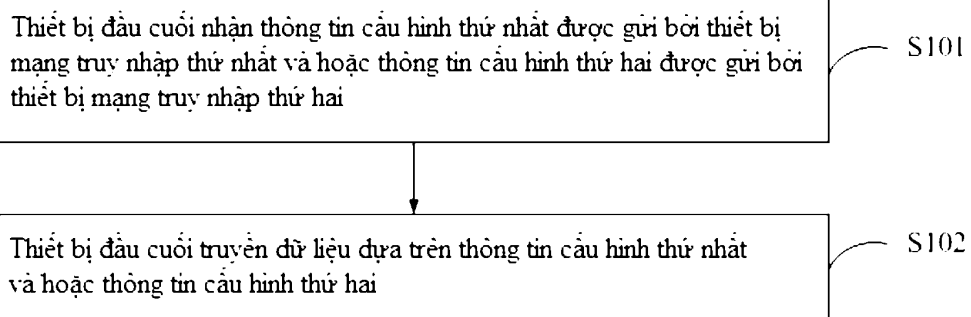 Thiết bị đầu cuối nhận thông tin cấu hình thứ nhất được gửi bởi thiết bị
mạng truy nhập thứ nhất và hoặc thông tin cấu hình thứ hai được gửi bởi
thiết bị mạng truy nhập thứ hai
S101
Thiết bị đầu cuối truyền dữ liệu dựa trên thông tin cấu hình thứ nhất
và hoặc thông tin cấu hình thứ hai
S102